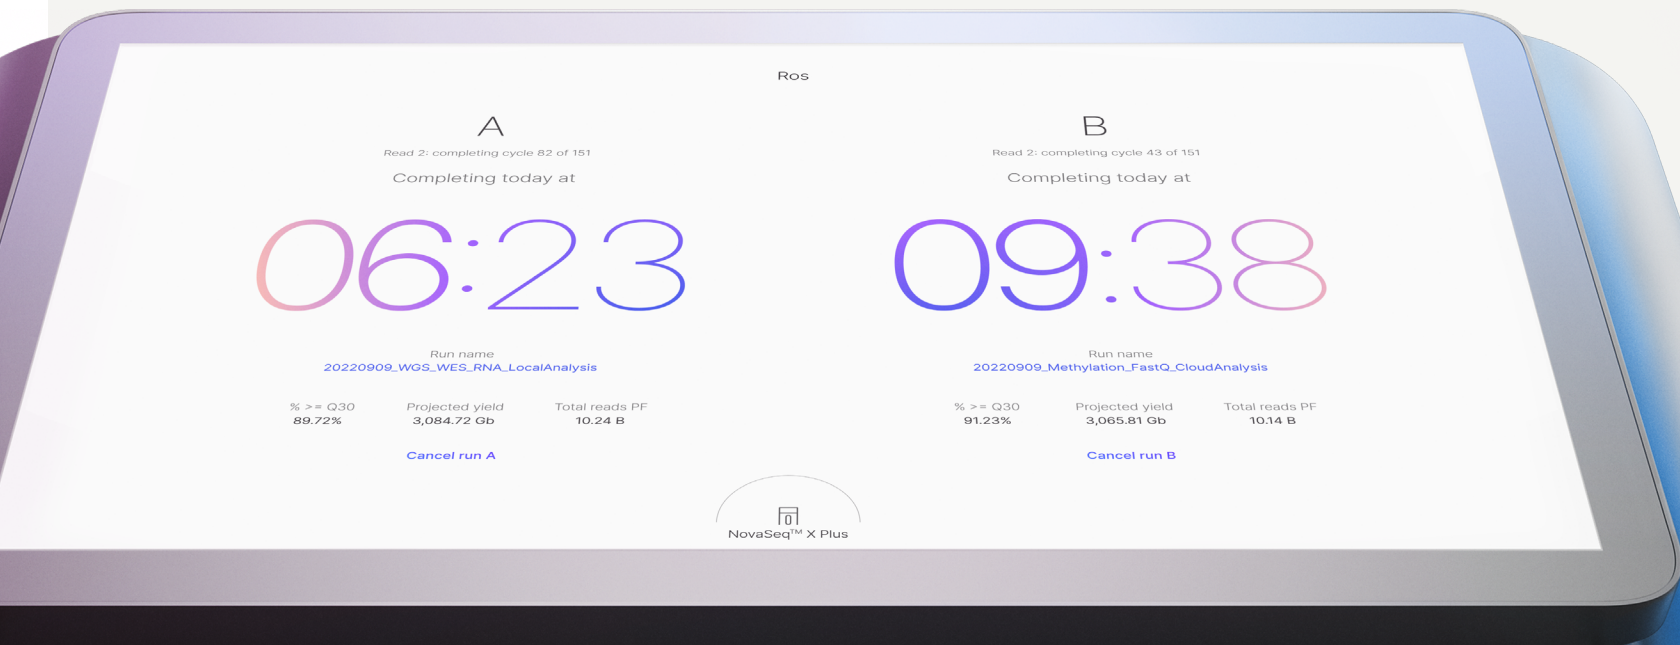 Ros
A
Read 2: completing cycle 82 of 151
Completing today at
06:23
Run name
20220909_WGS_WES_RNA_LocalAnalysis
% >= Q30 Projected yield Total reads PF
89.72% 3,084.72 Gb 10.24 B
Cancel run A
B
Read 2: completing cycle 43 of 151
Completing today at
09:38
Run name
20220909_Methylation_FastQ_CloudAnalysis
% >= Q30 Projected yield Total reads PF
91.23% 3,065.81 Gb 10.14 B
Cancel run B
NovaSeq™ X Plus